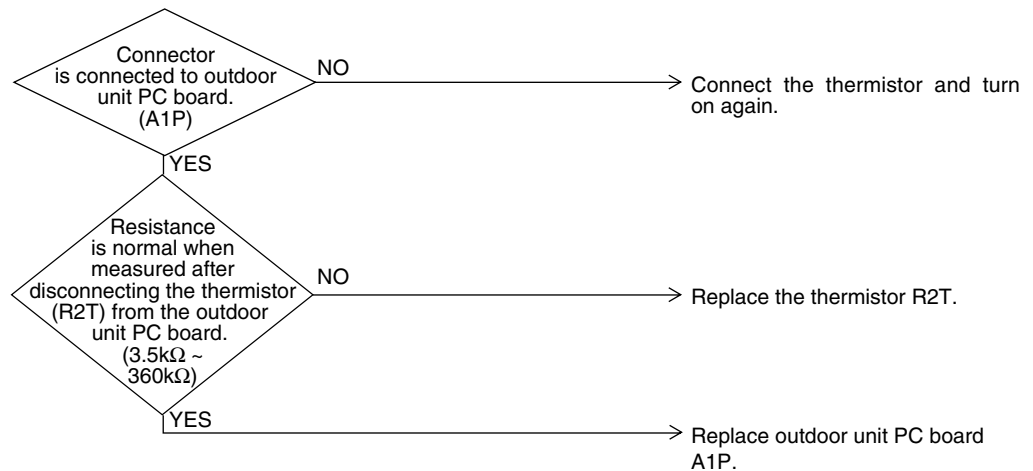 Connector
is connected to outdoor
unit PC board.
(A1P)
NO
Connect the thermistor and turn
on again.
YES
Resistance
is normal when
measured after
disconnecting the thermistor
(R2T) from the outdoor
unit PC board.
(3.5kΩ ~
360kΩ)
NO
Replace the thermistor R2T.
YES
Replace outdoor unit PC board
A1P.